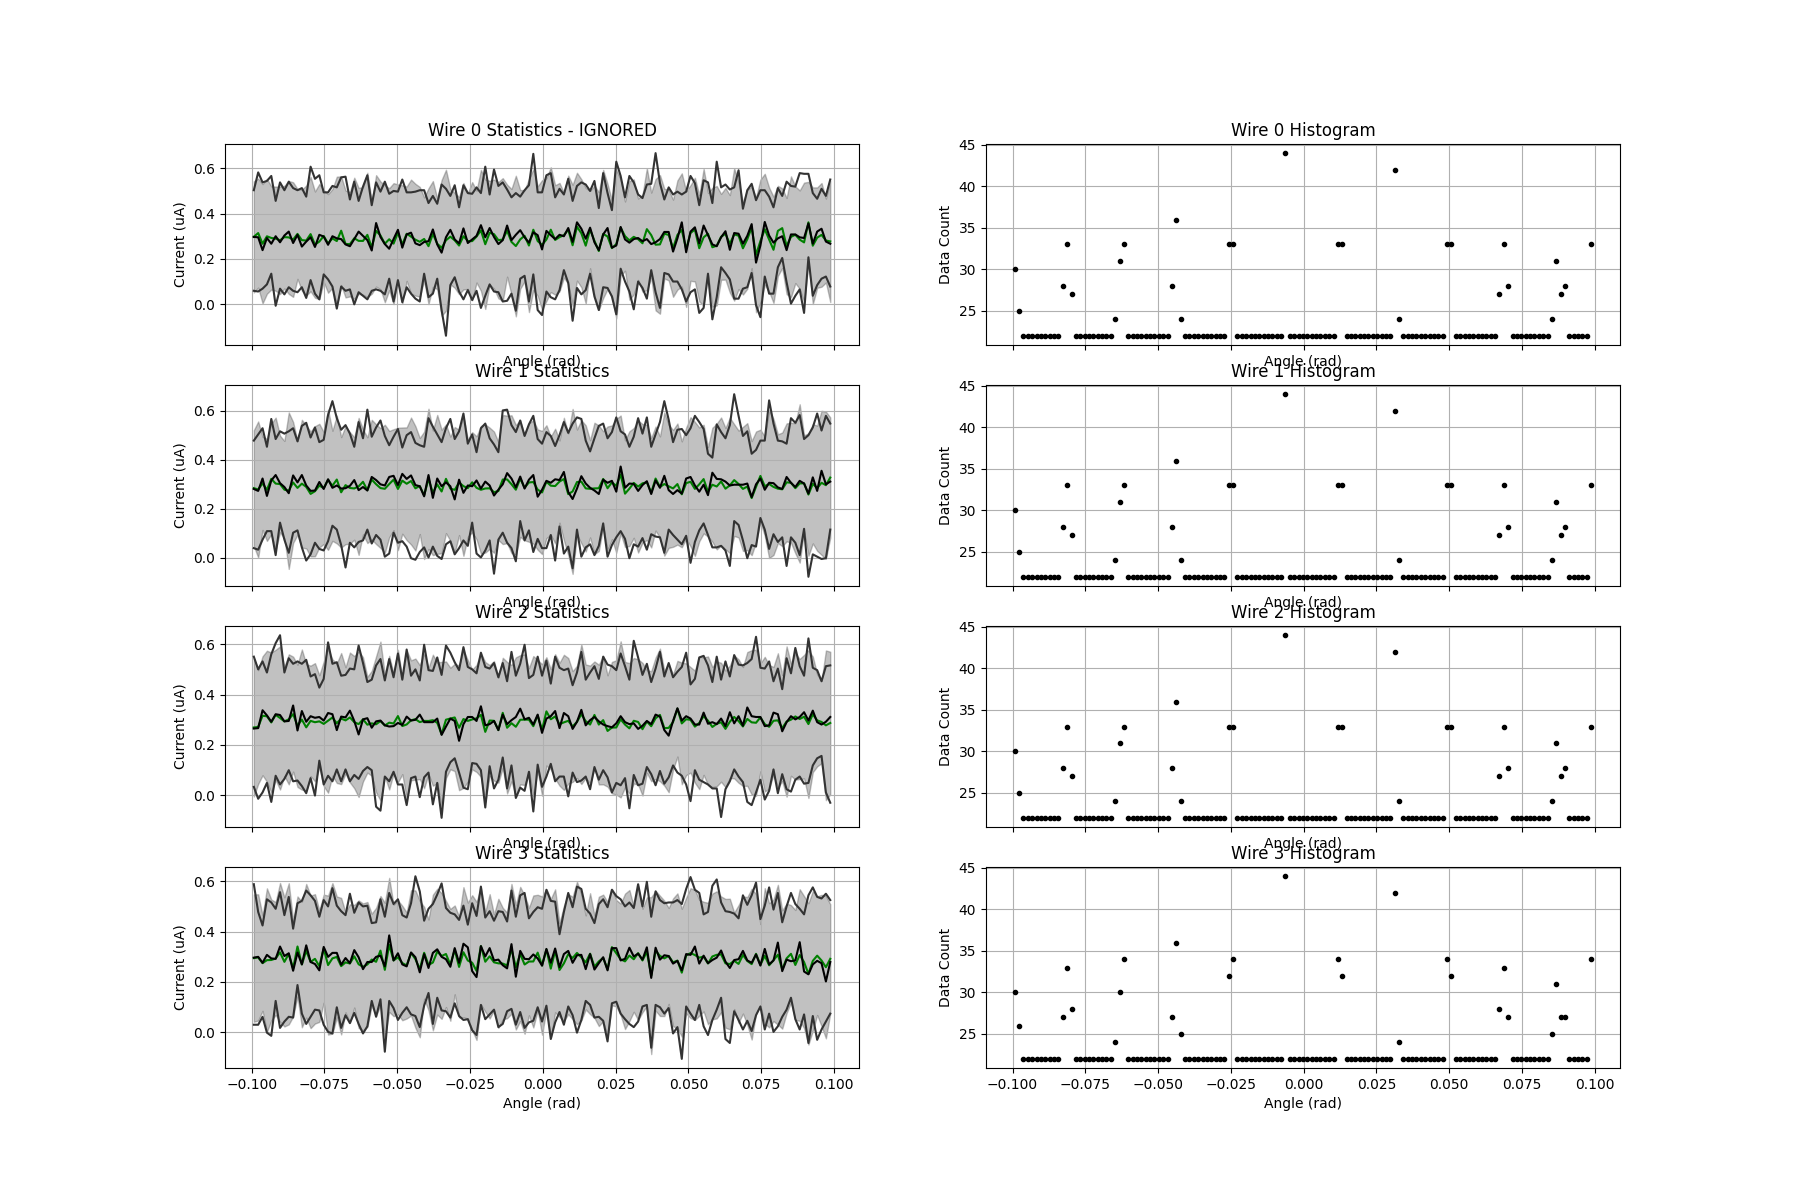 Wire 0 Statistics - IGNORED
Current (uA)
0.6
0.4
0.2
0.0
Angle (rad)
Wire 0 Histogram
Data Count
45
40
35
30
25
Angle (rad)
Wire 1 Statistics
Current (uA)
0.6
0.4
0.2
0.0
Angle (rad)
Wire 1 Histogram
Data Count
45
40
35
30
25
Angle (rad)
Wire 2 Statistics
Current (uA)
0.6
0.4
0.2
0.0
Angle (rad)
Wire 2 Histogram
Data Count
45
40
35
30
25
Angle (rad)
Wire 3 Statistics
Current (uA)
0.6
0.4
0.2
0.0
−0.100 −0.075 −0.050 −0.025 0.000 0.025 0.050 0.075 0.100
Angle (rad)
Wire 3 Histogram
Data Count
45
40
35
30
25
−0.100 −0.075 −0.050 −0.025 0.000 0.025 0.050 0.075 0.100
Angle (rad)